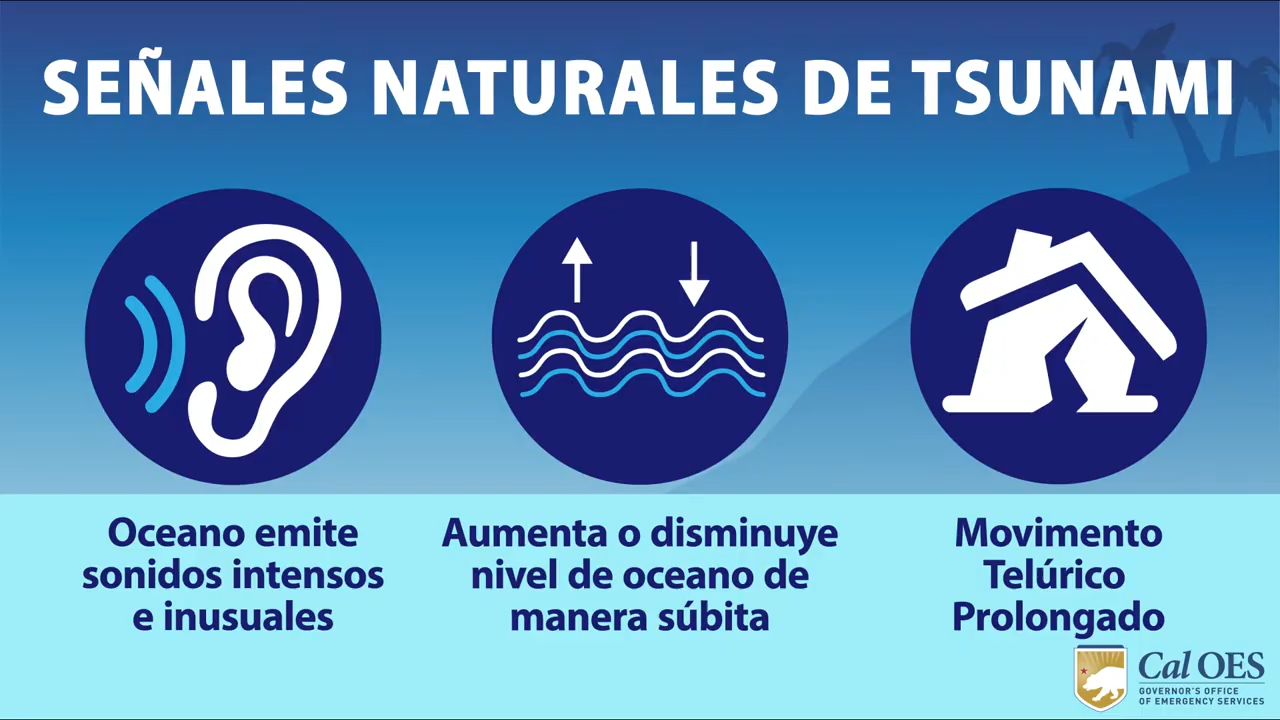 SEÑALES NATURALES DE TSUNAMI
Oceano emite
sonidos intensos
e inusuales
Aumenta o disminuye
nivel de oceano de
manera súbita
Movimento
Telúrico
Prolongado
Cal OES
GOVERNOR'S OFFICE
OF EMERGENCY SERVICES